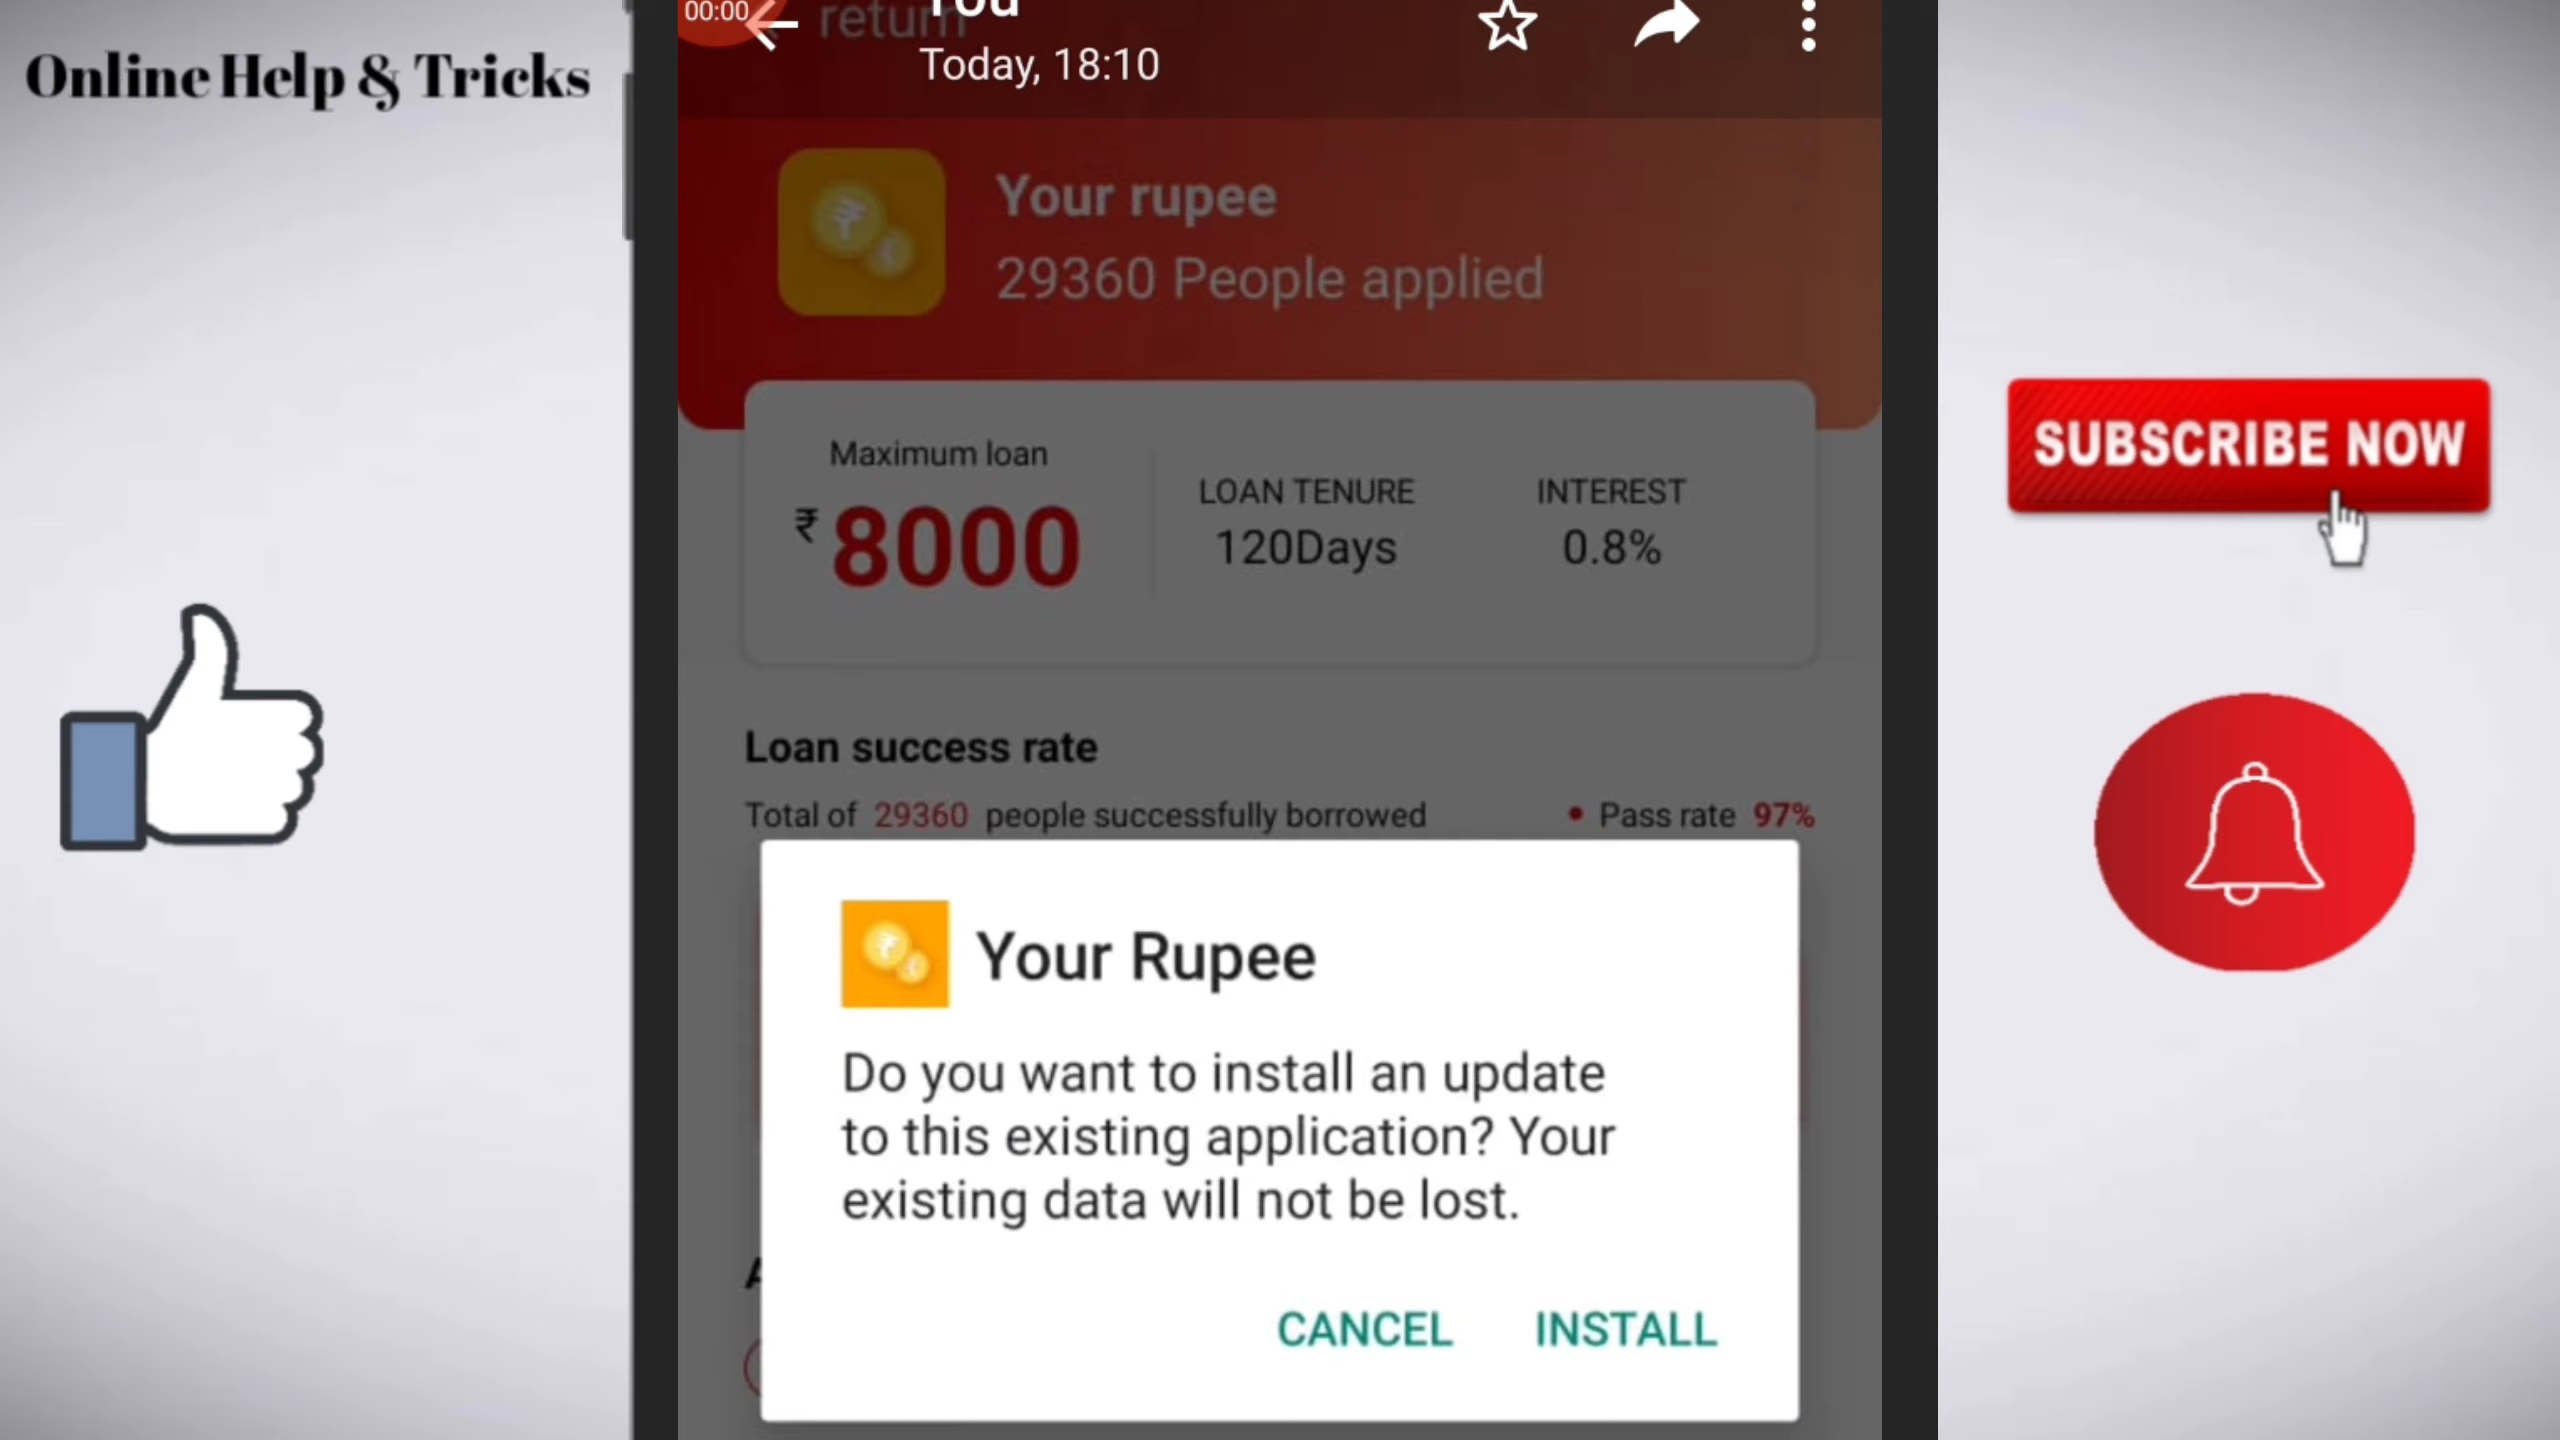 Online Help & Tricks
00:00
return
You
Today, 18:10
Your rupee
29360 People applied
Maximum loan
₹8000
LOAN TENURE
120Days
INTEREST
0.8%
Loan success rate
Total of 29360 people successfully borrowed
• Pass rate 97%
Your Rupee
Do you want to install an update
to this existing application? Your
existing data will not be lost.
CANCEL INSTALL
SUBSCRIBE NOW